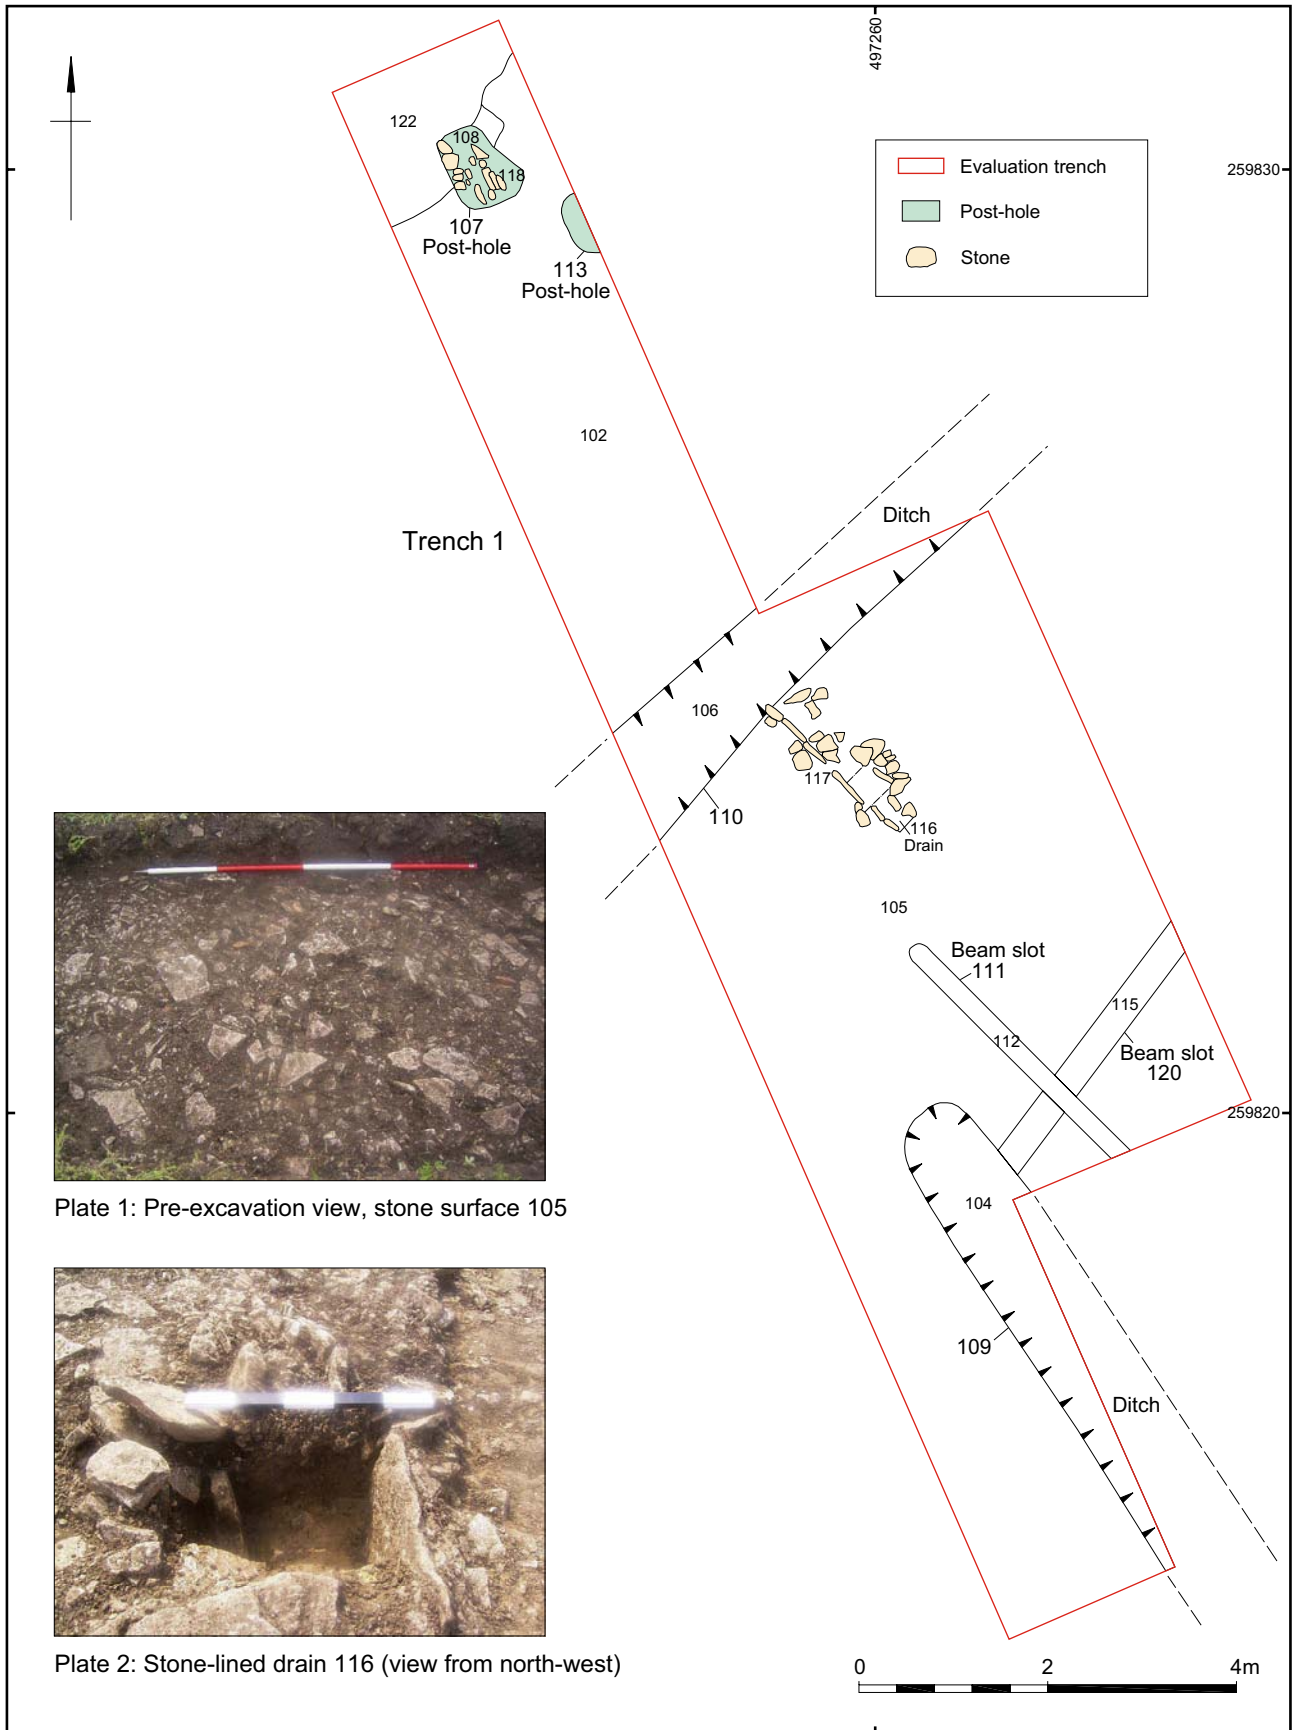 497260
122
108
118
107
Post-hole
113
Post-hole
Evaluation trench
Post-hole
Stone
259830
102
Trench 1
Ditch
106
117
110
116
Drain
105
Beam slot
111
115
112
Beam slot
120
259820
104
109
Ditch
Plate 1: Pre-excavation view, stone surface 105
Plate 2: Stone-lined drain 116 (view from north-west)
0 2 4m